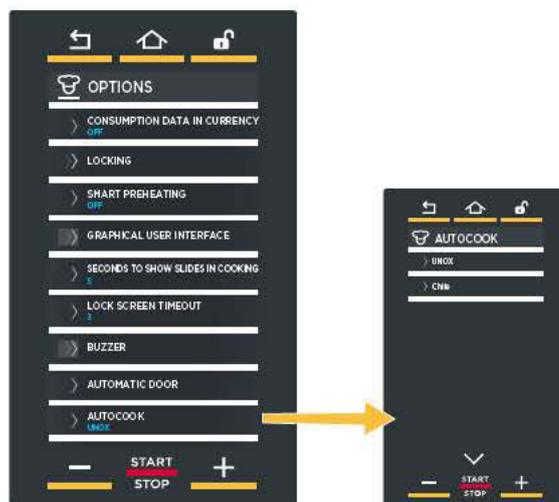 OPTIONS
CONSUMPTION DATA IN CURRENCY
OFF
LOCKING
SMART PREHEATING
OFF
GRAPHICAL USER INTERFACE
SECONDS TO SHOW SLIDES IN COOKING
5
LOCK SCREEN TIMEOUT
3
BUZZER
AUTOMATIC DOOR
AUTOCOOK
UNOX
START
STOP
AUTOCOOK
UNOX
Chile
START
STOP